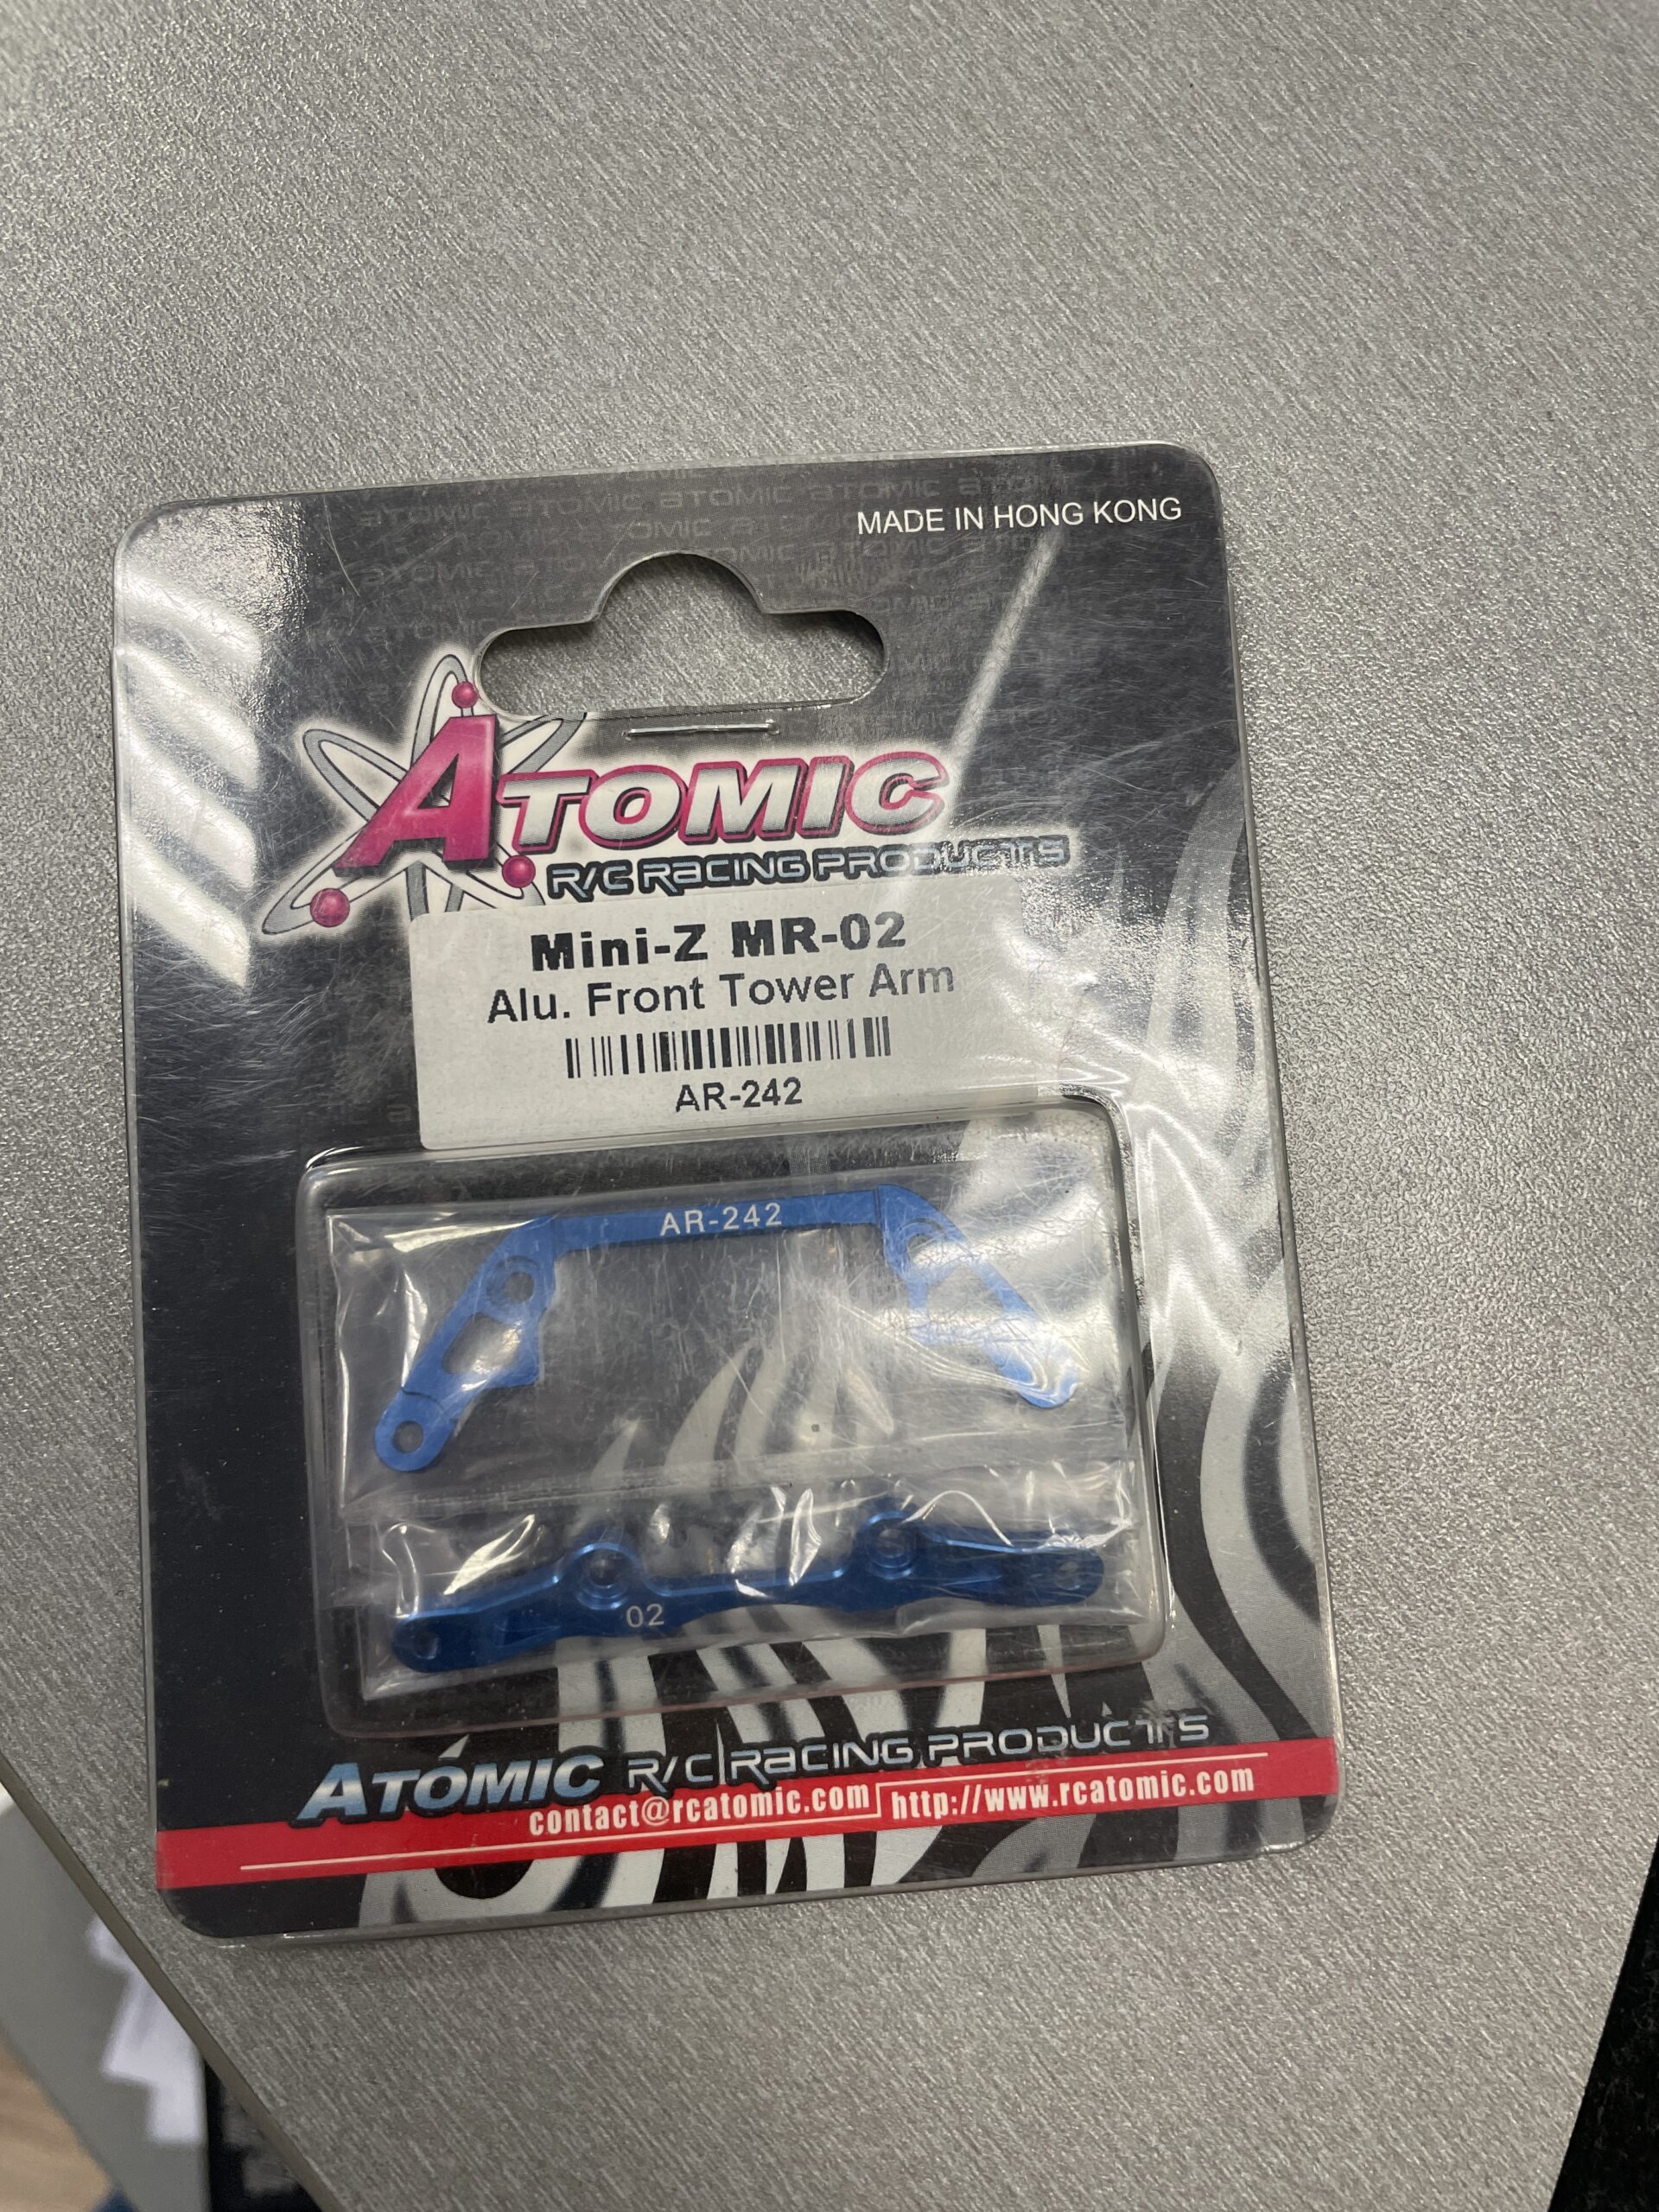 MADE IN HONG KONG
ATOMIC
R/C RACING PRODUCTS
Mini-Z MR-02
Alu. Front Tower Arm
AR-242
AR-242
02
ATOMIC R/C RACING PRODUCTS
contact@rcatomic.com http://www.rcatomic.com